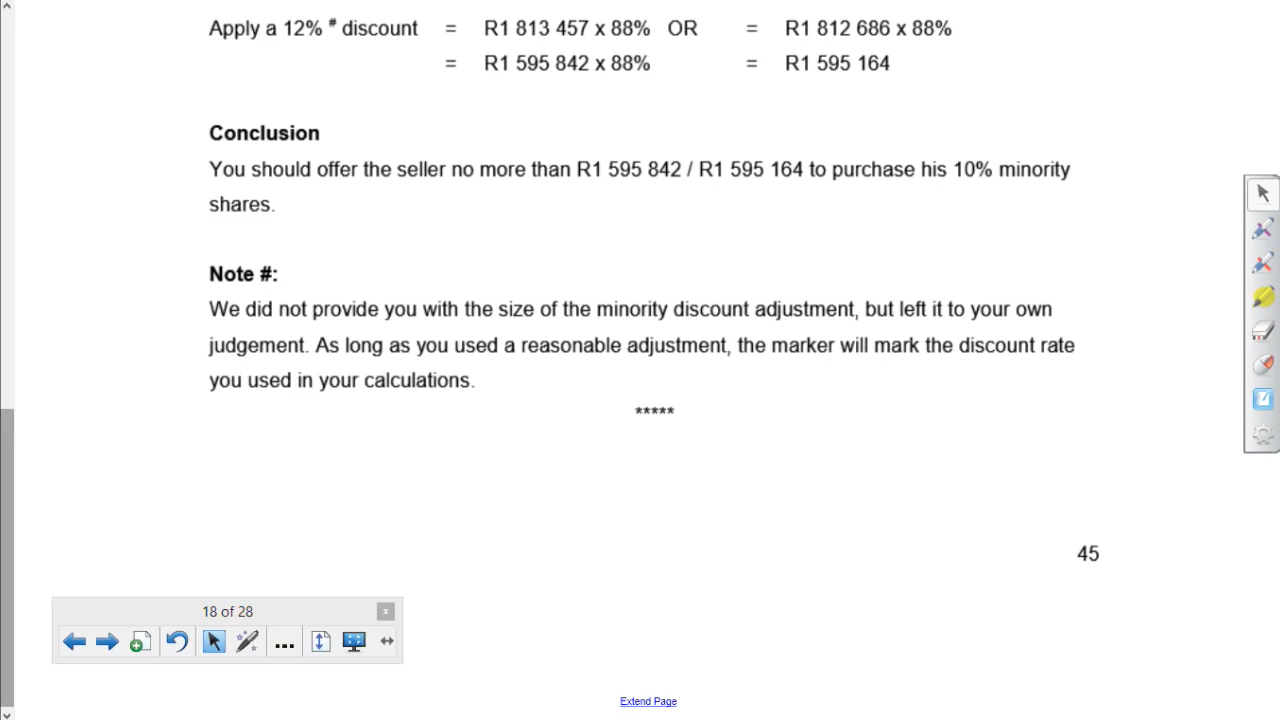 Apply a 12% # discount = R1 813 457 x 88% OR = R1 812 686 x 88%
= R1 595 842 x 88% = R1 595 164
Conclusion
You should offer the seller no more than R1 595 842 / R1 595 164 to purchase his 10% minority
shares.
Note #:
We did not provide you with the size of the minority discount adjustment, but left it to your own
judgement. As long as you used a reasonable adjustment, the marker will mark the discount rate
you used in your calculations.
*****
45
18 of 28
Extend Page